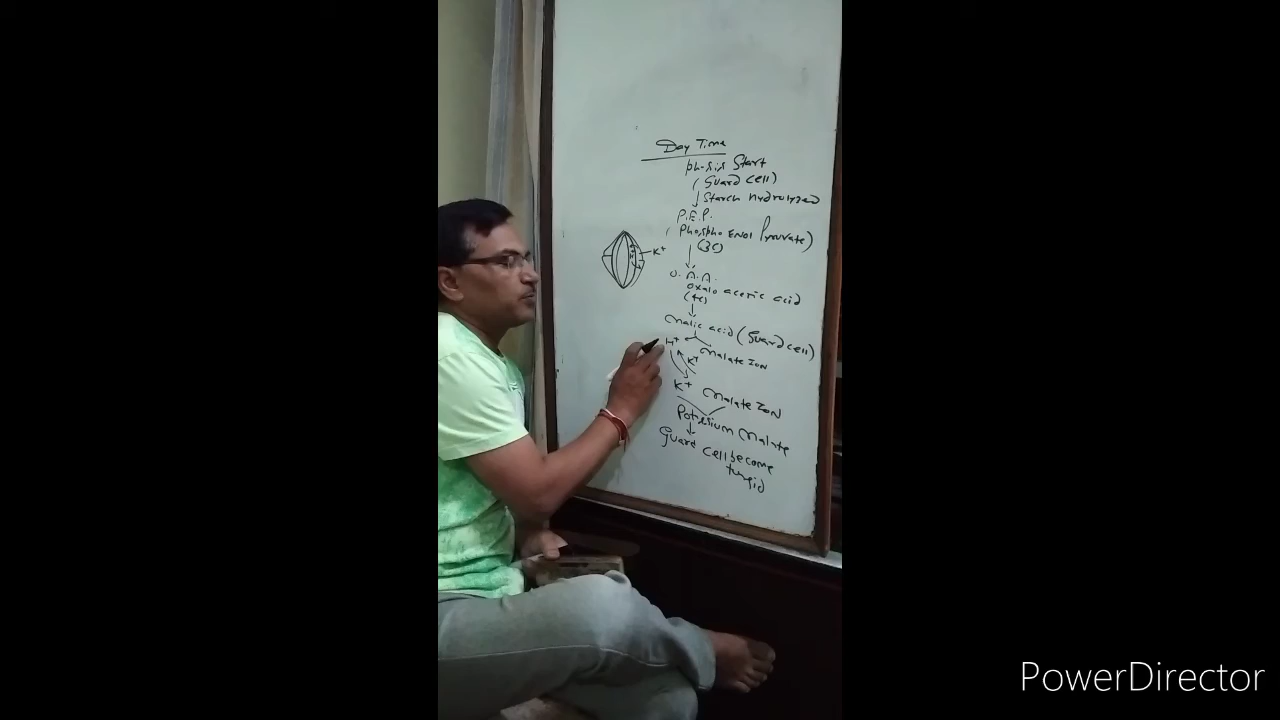 Day Time
ph-sis Start
(Guard Cell)
Starch hydrolyzed
P.E.P.
(Phospho Enol Pyruvate)
(3C)
K+
O.A.A.
Oxalo acetic acid
(4C)
Malic acid (Guard cell)
H+
Malate Ion
K+
K+ Malate Ion
Potassium Malate
Guard Cell become
turgid
PowerDirector